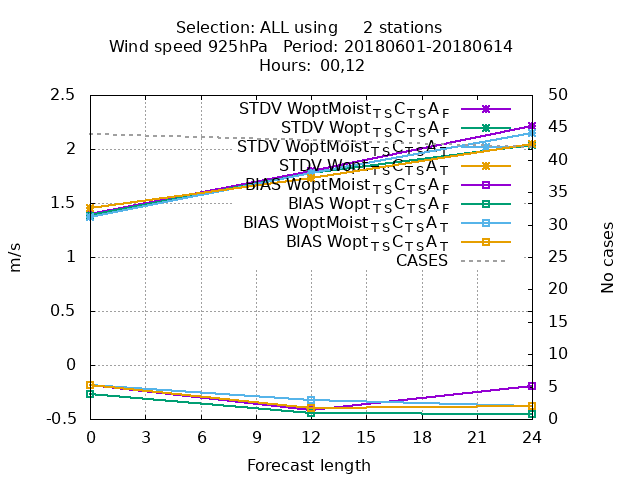 Selection: ALL using     2 stations
Wind speed 925hPa   Period: 20180601-20180614
Hours:  00,12
2.5
2
1.5
1
0.5
0
-0.5
50
45
40
35
30
25
20
15
10
5
0
STDV WoptMoistTSCTSAF
STDV WoptTSCTSAF
STDV WoptMoistTSCTSAT
STDV WoptTSCTSAT
BIAS WoptMoistTSCTSAF
BIAS WoptTSCTSAF
BIAS WoptMoistTSCTSAT
BIAS WoptTSCTSAT
CASES
m/s
No cases
0 3 6 9 12 15 18 21 24
Forecast length